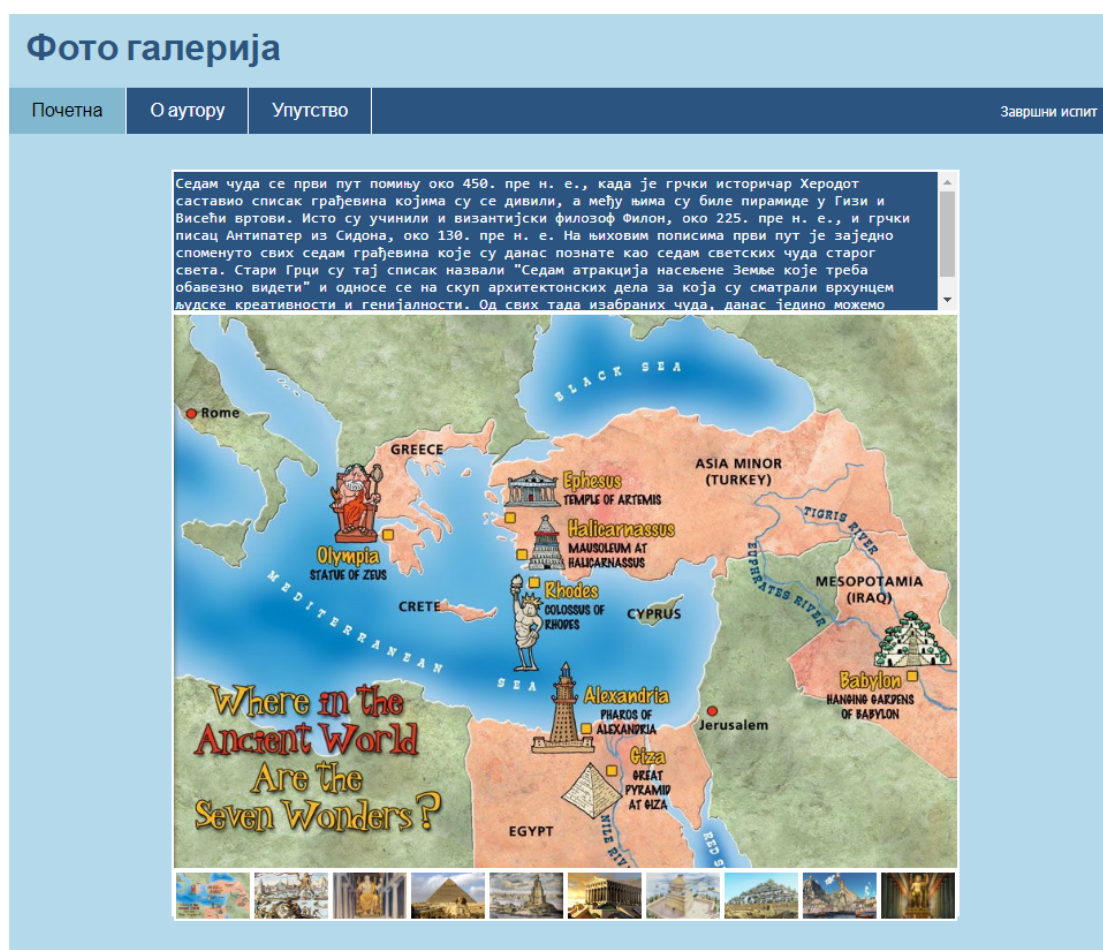 Фото галерија
Почетна
О аутору
Упутство
Завршни испит
Седам чуда се први пут помињу око 450. пре н. е., када је грчки историчар Херодот
саставио списак грађевина којима су се дивили, а међу њима су биле пирамиде у Гизи и
Висећи вртови. Исто су учинили и византијски филозоф Филон, око 225. пре н. е., и грчки
писац Антипатер из Сидона, око 130. пре н. е. На њиховим пописима први пут је заједно
споменуто свих седам грађевина које су данас познате као седам светских чуда старог
света. Стари Грци су тај списак назвали "Седам атракција насељене Земље које треба
обавезно видети" и односе се на скуп архитектонских дела за која су сматрали врхунцем
људске креативности и генијалности. Од свих тада изабраних чуда, данас једино можемо
BLACK SEA
Rome
GREECE
ASIA MINOR
(TURKEY)
Ephesus
TEMPLE OF ARTEMIS
TIGRIS RIVER
Halicarnassus
MAUSOLEUM AT
HALICARNASSUS
Olympia
STATUE OF ZEUS
EUPHRATES RIVER
MESOPOTAMIA
(IRAQ)
Rhodes
COLOSSUS OF
RHODES
CRETE
CYPRUS
MEDITERRANEAN SEA
Babylon
HANGING GARDENS
OF BABYLON
Alexandria
PHAROS OF
ALEXANDRIA
Jerusalem
Where in the
Ancient World
Are the
Seven Wonders?
Giza
GREAT
PYRAMID
AT GIZA
EGYPT
NILE RIV
RED S